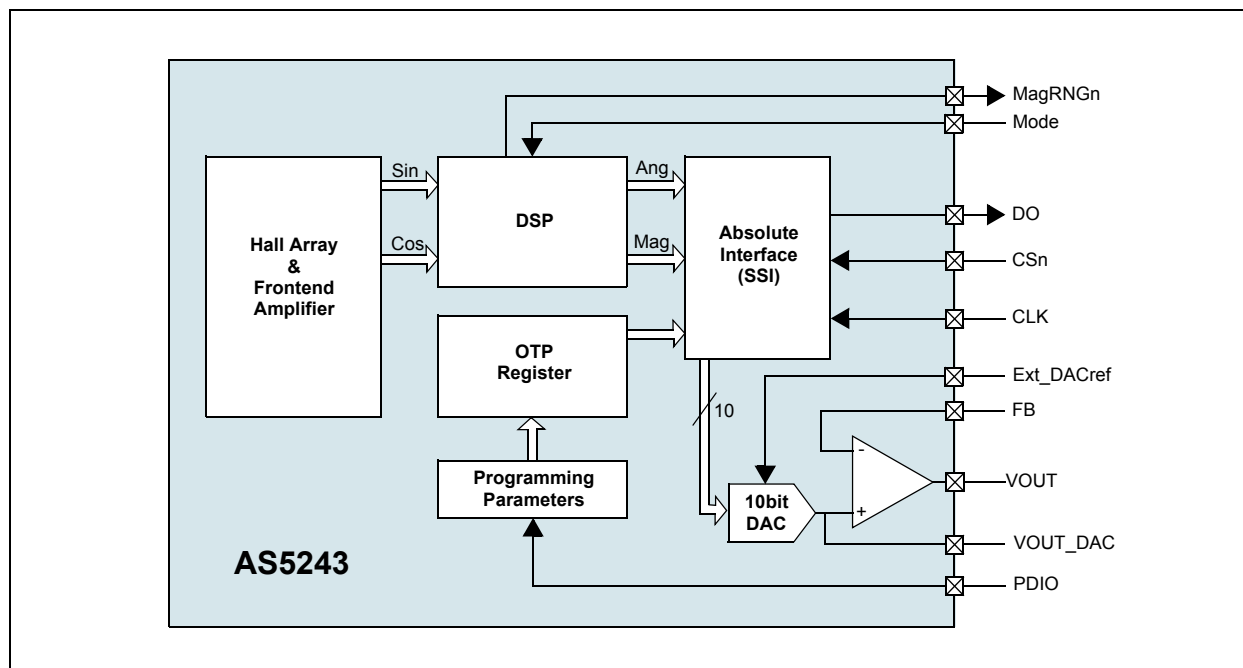 MagRNGn
Mode
Sin
Ang
DSP
Hall Array
&
Frontend
Amplifier
Cos
Mag
Absolute
Interface
(SSI)
DO
CSn
CLK
OTP
Register
Ext_DACref
10
FB
-
Programming
Parameters
10bit
DAC
+
VOUT
VOUT_DAC
AS5243
PDIO